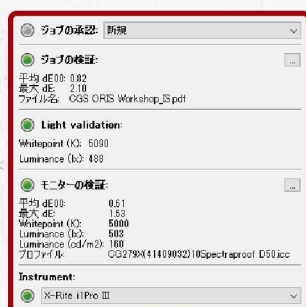 ジョブの承認: 新規
ジョブの検証: ...
平均 dE00: 0.82
最大 dE: 2.10
ファイル名: CGS ORIS Workshop_IS.pdf
Light validation:
Whitepoint (K): 5090
Luminance (lx): 488
モニターの検証: ...
平均 dE00: 0.61
最大 dE: 1.53
Whitepoint (K): 5000
Luminance (lx): 503
Luminance (cd/m2): 160
プロファイル: CG279X(41409032)10Spectraproof D50.icc
Instrument:
X-Rite i1Pro III